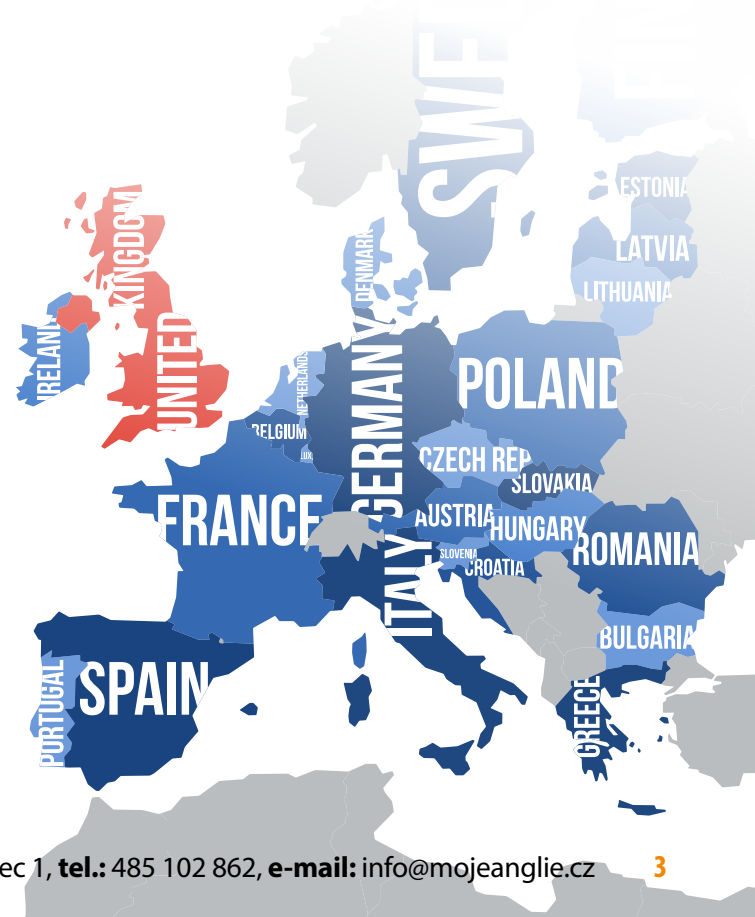 SWE
FIN
ESTONIA
LATVIA
LITHUANIA
DENMARK
UNITED KINGDOM
IRELAND
NETHERLANDS
BELGIUM
LUX.
GERMANY
POLAND
CZECH REP
SLOVAKIA
FRANCE
AUSTRIA
HUNGARY
SLOVENIA
CROATIA
ROMANIA
ITALY
BULGARIA
SPAIN
PORTUGAL
GREECE
ec 1, tel.: 485 102 862, e-mail: info@mojeanglie.cz 3